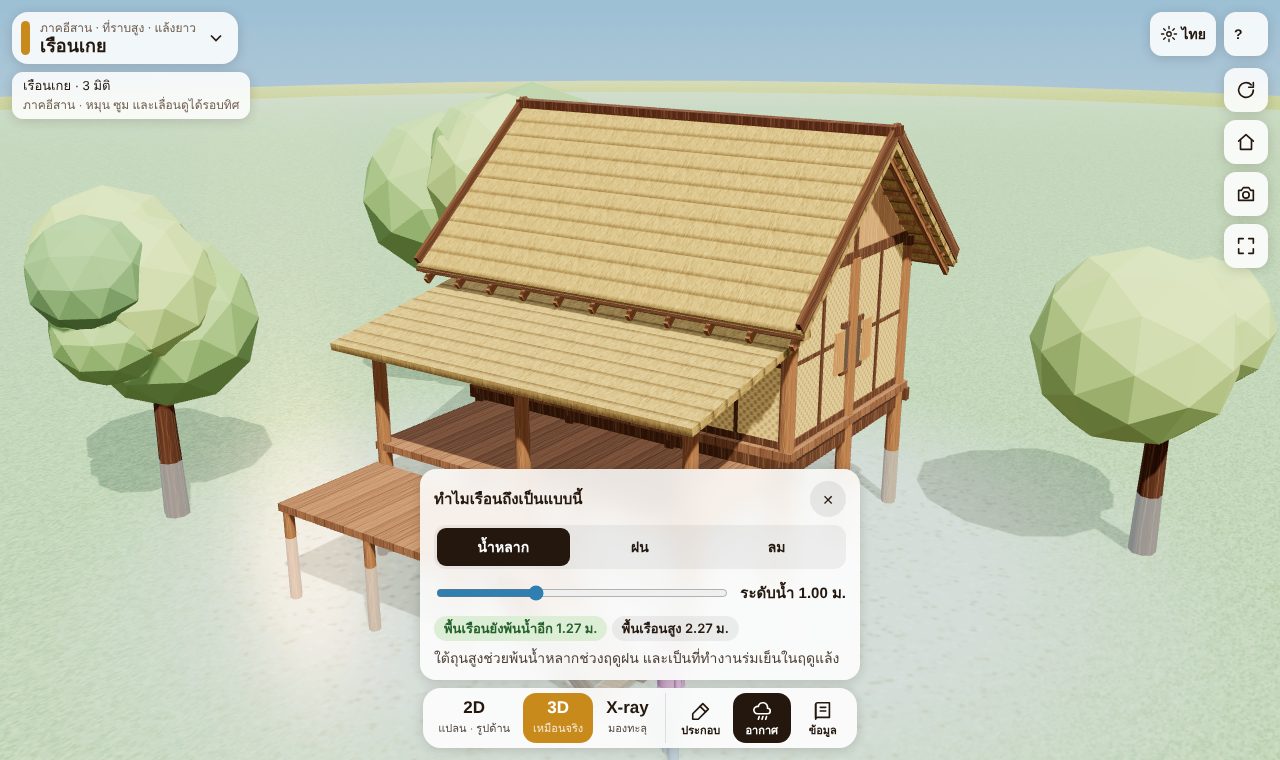 ภาคอีสาน · ที่ราบสูง · แล้งยาว
เรือนเกย
เรือนเกย · 3 มิติ
ภาคอีสาน · หมุน ซูม และเลื่อนดูได้รอบทิศ
ไทย
?
ทำไมเรือนถึงเป็นแบบนี้
×
น้ำหลาก
ฝน
ลม
ระดับน้ำ 1.00 ม.
พื้นเรือนยังพ้นน้ำอีก 1.27 ม.
พื้นเรือนสูง 2.27 ม.
ใต้ถุนสูงช่วยพ้นน้ำหลากช่วงฤดูฝน และเป็นที่ทำงานร่มเย็นในฤดูแล้ง
2D
แปลน · รูปด้าน
3D
เหมือนจริง
X-ray
มองทะลุ
ประกอบ
อากาศ
ข้อมูล